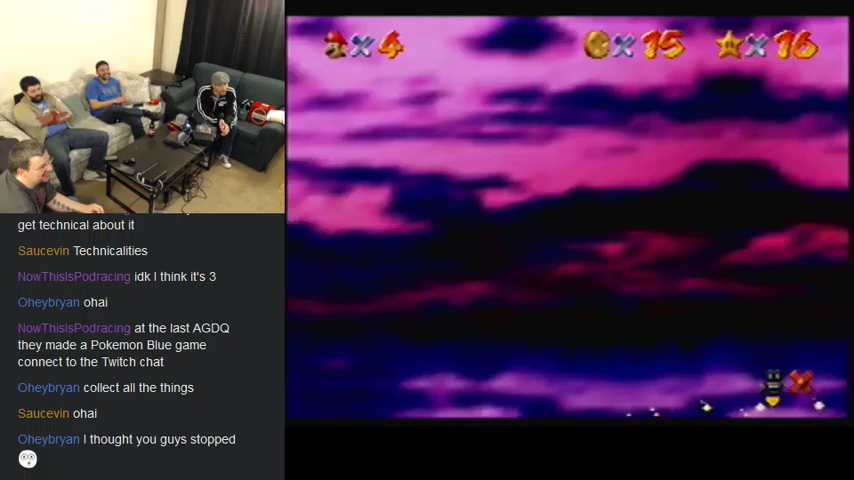 ×4
×15
×16
get technical about it
Saucevin Technicalities
NowThisIsPodracing idk I think it's 3
Oheybryan ohai
NowThisIsPodracing at the last AGDQ
they made a Pokemon Blue game
connect to the Twitch chat
Oheybryan collect all the things
Saucevin ohai
Oheybryan I thought you guys stopped